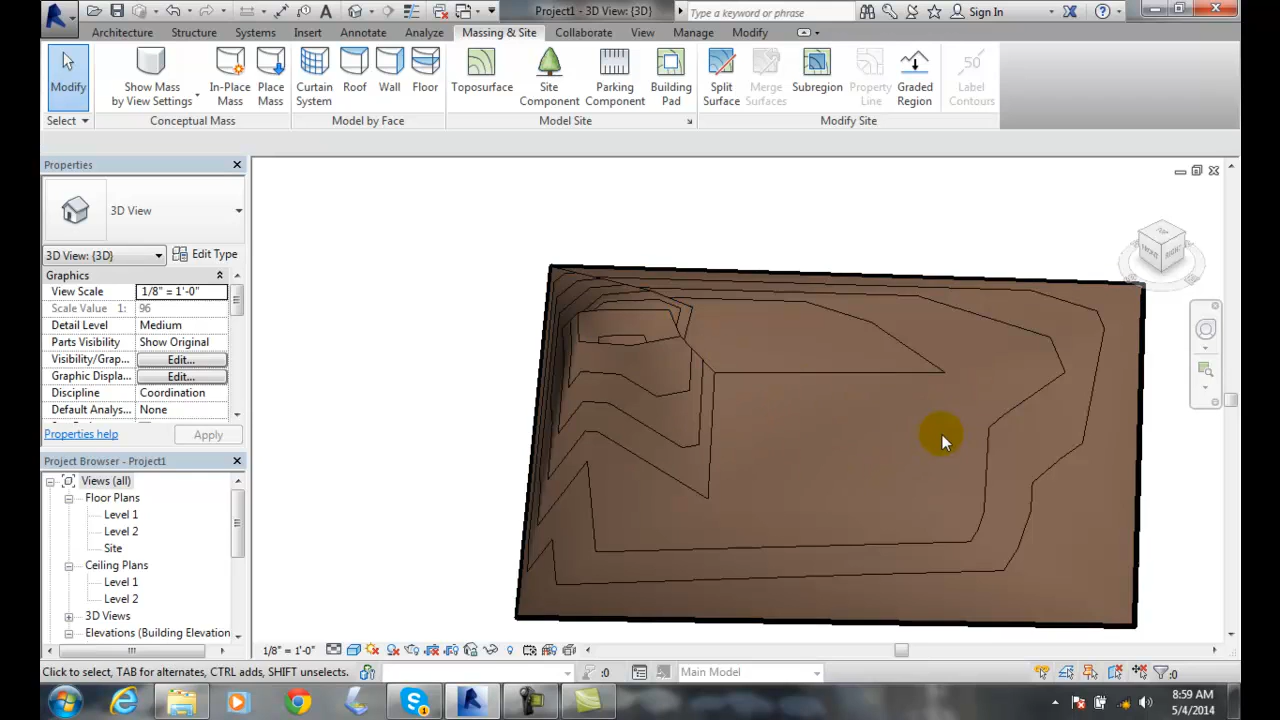 Project1 - 3D View: {3D}
Type a keyword or phrase
Sign In
Architecture
Structure
Systems
Insert
Annotate
Analyze
Massing & Site
Collaborate
View
Manage
Modify
Modify
Show Mass
by View Settings
In-Place
Mass
Place
Mass
Curtain
System
Roof
Wall
Floor
Toposurface
Site
Component
Parking
Component
Building
Pad
Split
Surface
Merge
Surfaces
Subregion
Property
Line
Graded
Region
50
Label
Contours
Select
Conceptual Mass
Model by Face
Model Site
Modify Site
Properties
3D View
3D View: {3D}
Edit Type
Graphics
View Scale
1/8" = 1'-0"
Scale Value 1:
96
Detail Level
Medium
Parts Visibility
Show Original
Visibility/Grap...
Edit...
Graphic Displa...
Edit...
Discipline
Coordination
Default Analys...
None
Properties help
Apply
Project Browser - Project1
Views (all)
Floor Plans
Level 1
Level 2
Site
Ceiling Plans
Level 1
Level 2
3D Views
Elevations (Building Elevation
TOP
FRONT
RIGHT
1/8" = 1'-0"
Click to select, TAB for alternates, CTRL adds, SHIFT unselects.
:0
Main Model
:0
8:59 AM
5/4/2014